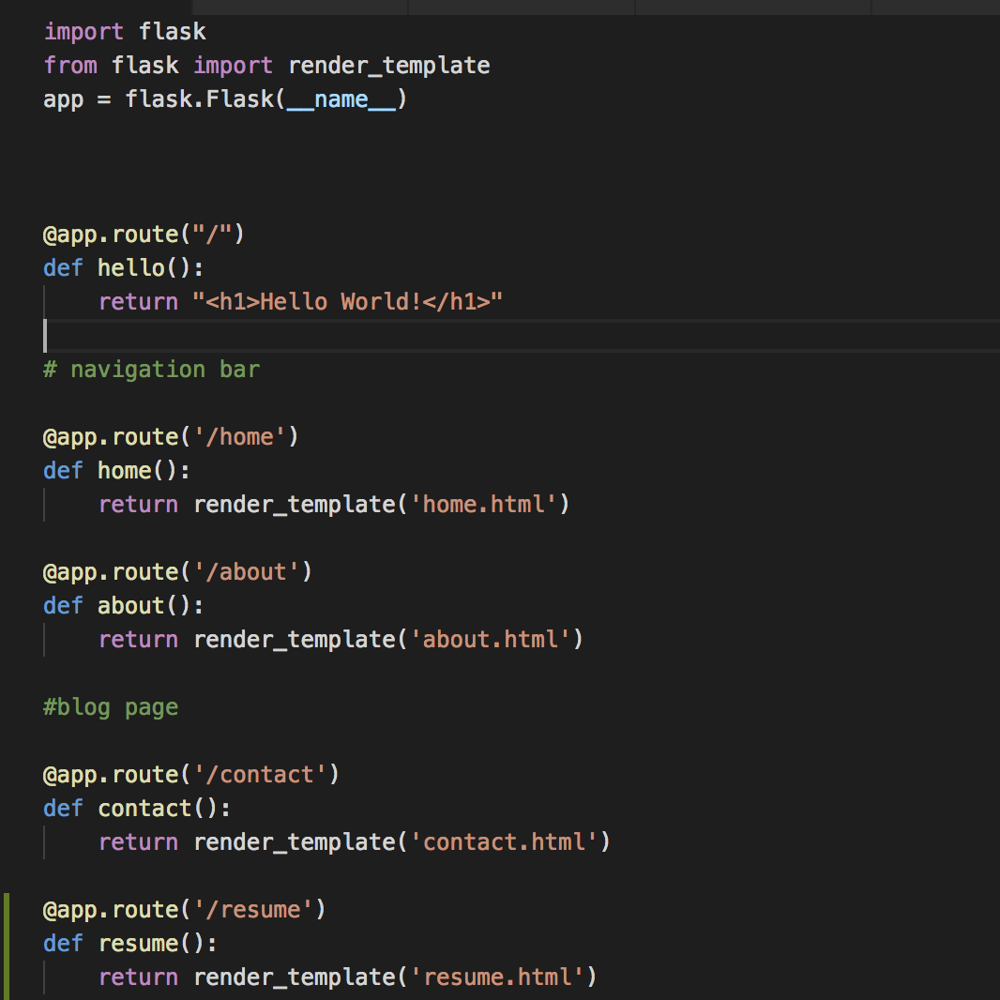 import flask
from flask import render_template
app = flask.Flask(__name__)
@app.route("/")
def hello():
    return "<h1>Hello World!</h1>"
# navigation bar
@app.route('/home')
def home():
    return render_template('home.html')
@app.route('/about')
def about():
    return render_template('about.html')
#blog page
@app.route('/contact')
def contact():
    return render_template('contact.html')
@app.route('/resume')
def resume():
    return render_template('resume.html')